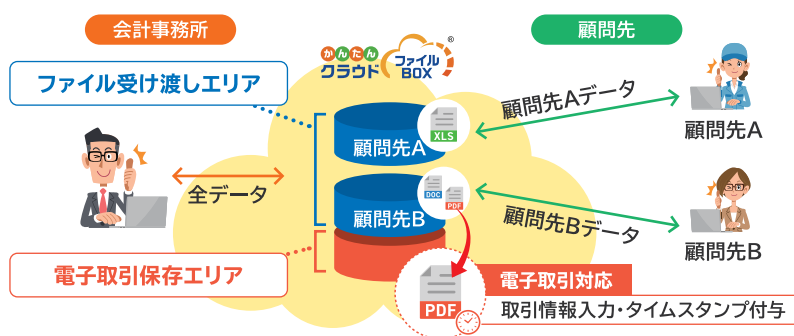 会計事務所
顧問先
かんたん
クラウド
ファイル
BOX
®
ファイル受け渡しエリア
顧問先A
XLS
顧問先Aデータ
顧問先A
全データ
DOC
PDF
顧問先B
顧問先Bデータ
顧問先B
電子取引保存エリア
PDF
電子取引対応
取引情報入力・タイムスタンプ付与